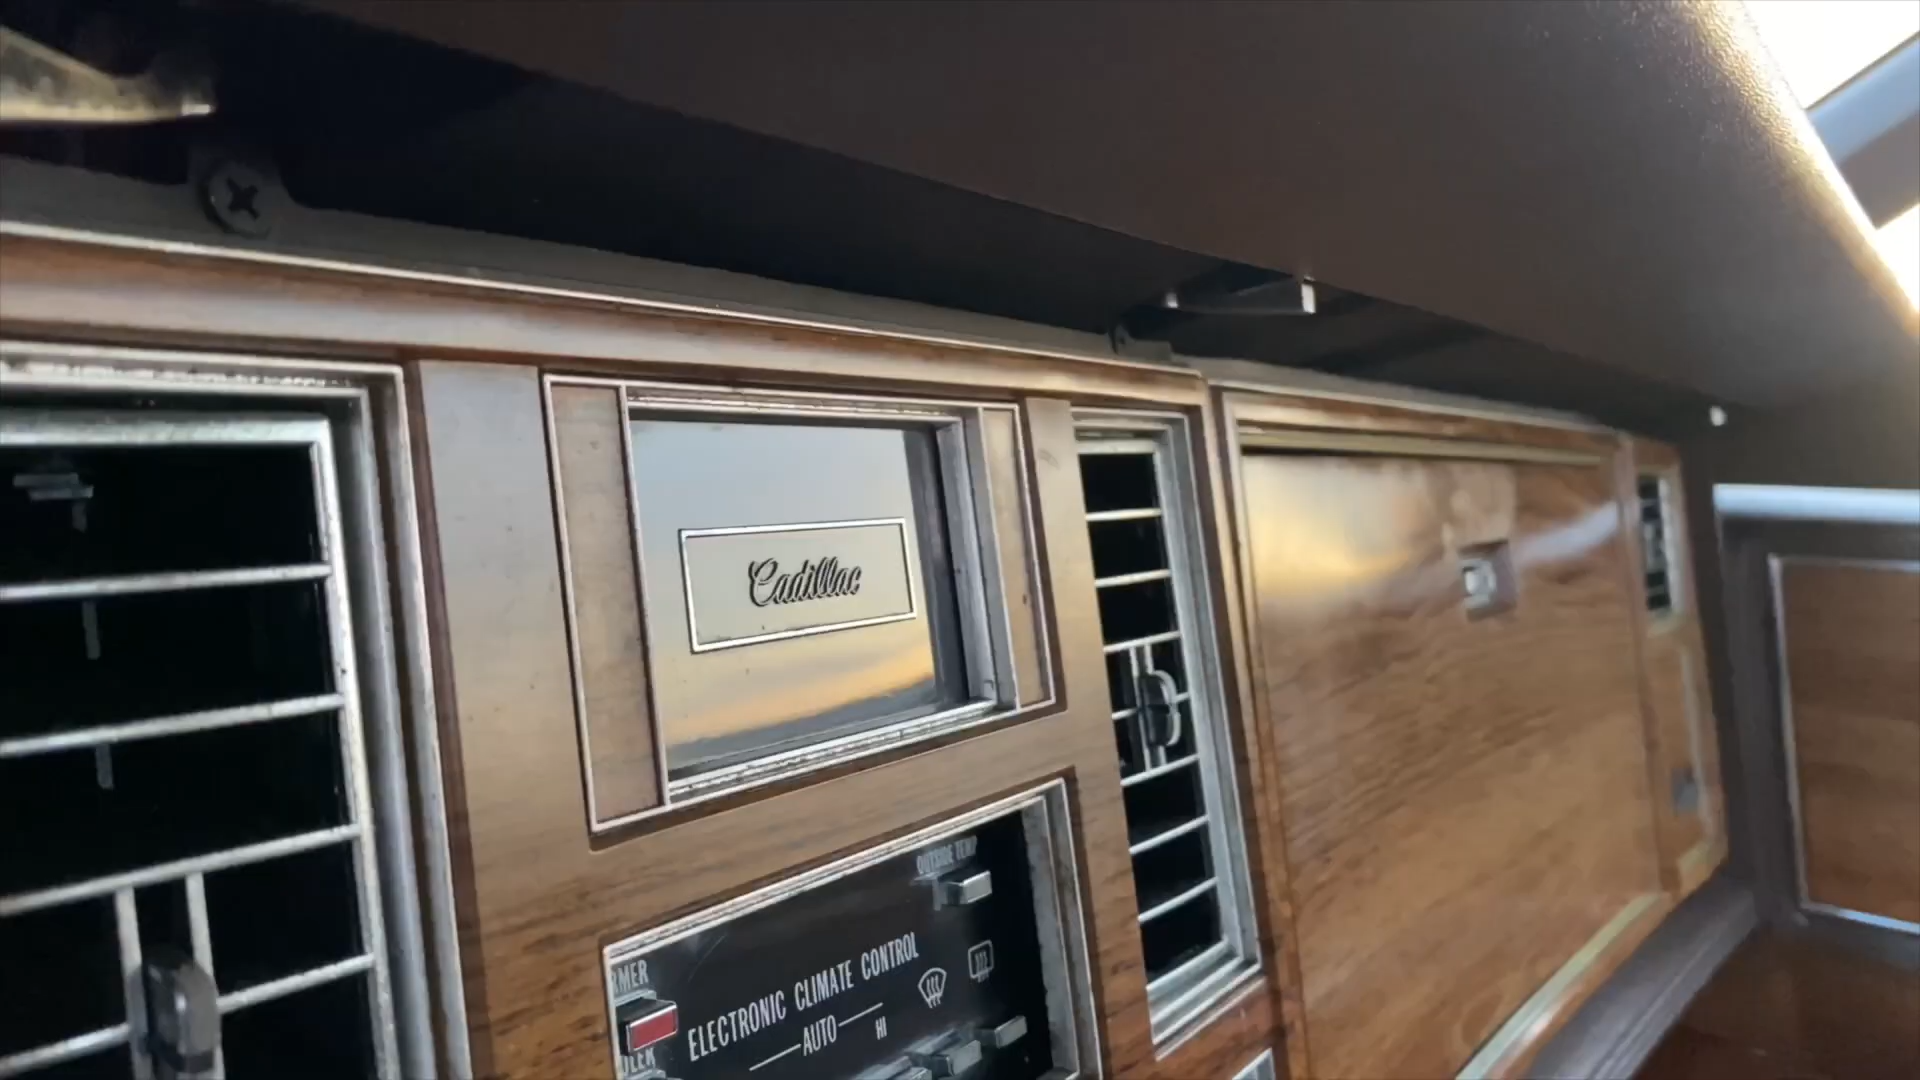 Cadillac
OUTSIDE TEMP
ELECTRONIC CLIMATE CONTROL
AUTO
HI